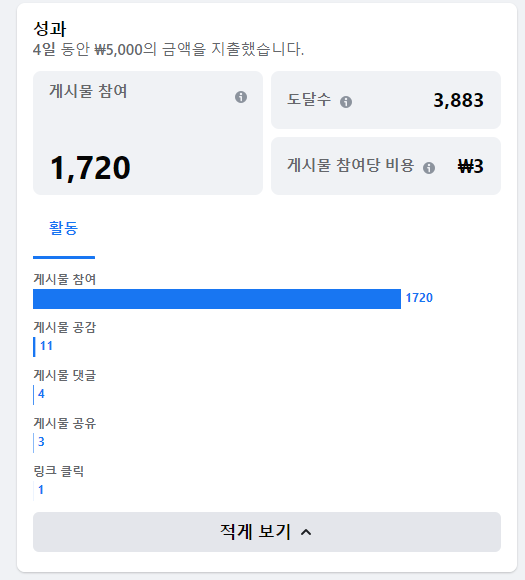 성과
4일 동안 ₩5,000의 금액을 지출했습니다.
게시물 참여
1,720
도달수 3,883
게시물 참여당 비용 ₩3
활동
게시물 참여
1720
게시물 공감
11
게시물 댓글
4
게시물 공유
3
링크 클릭
1
적게 보기